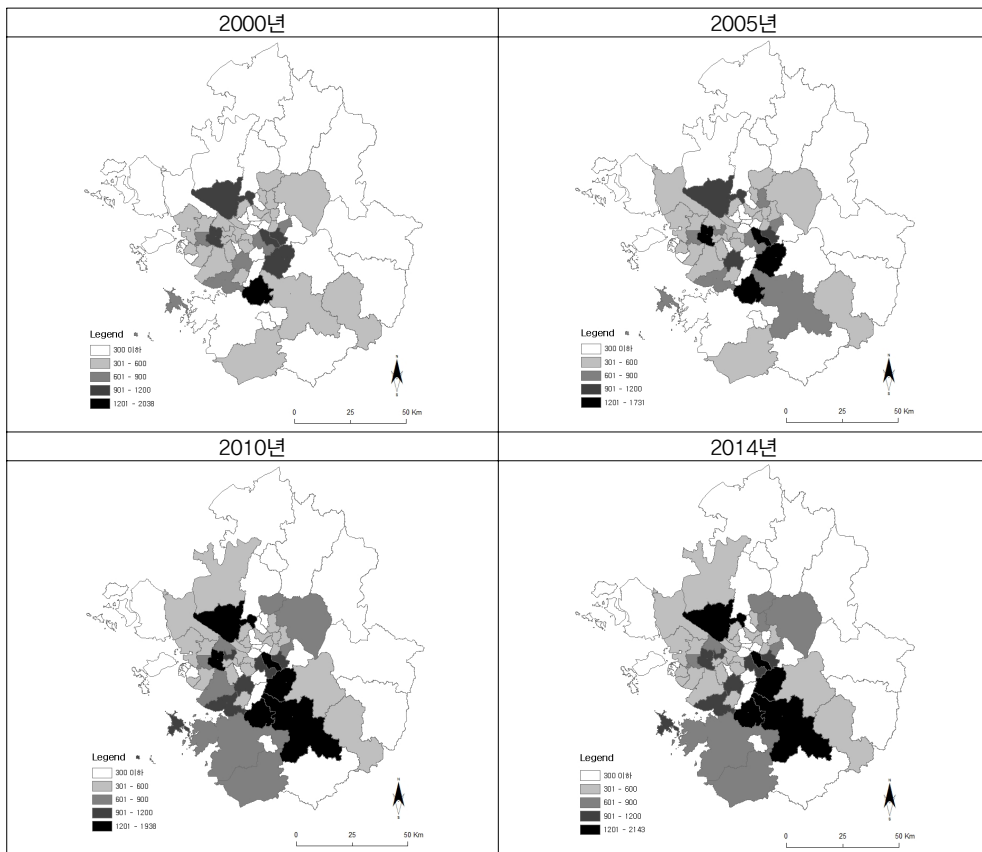 2000년
2005년
Legend
300 이하
301 - 600
601 - 900
901 - 1200
1201 - 2038
N
0 25 50 Km
Legend
300 이하
301 - 600
601 - 900
901 - 1200
1201 - 1731
N
0 25 50 Km
2010년
2014년
Legend
300 이하
301 - 600
601 - 900
901 - 1200
1201 - 1938
N
0 25 50 Km
Legend
300 이하
301 - 600
601 - 900
901 - 1200
1201 - 2143
N
0 25 50 Km